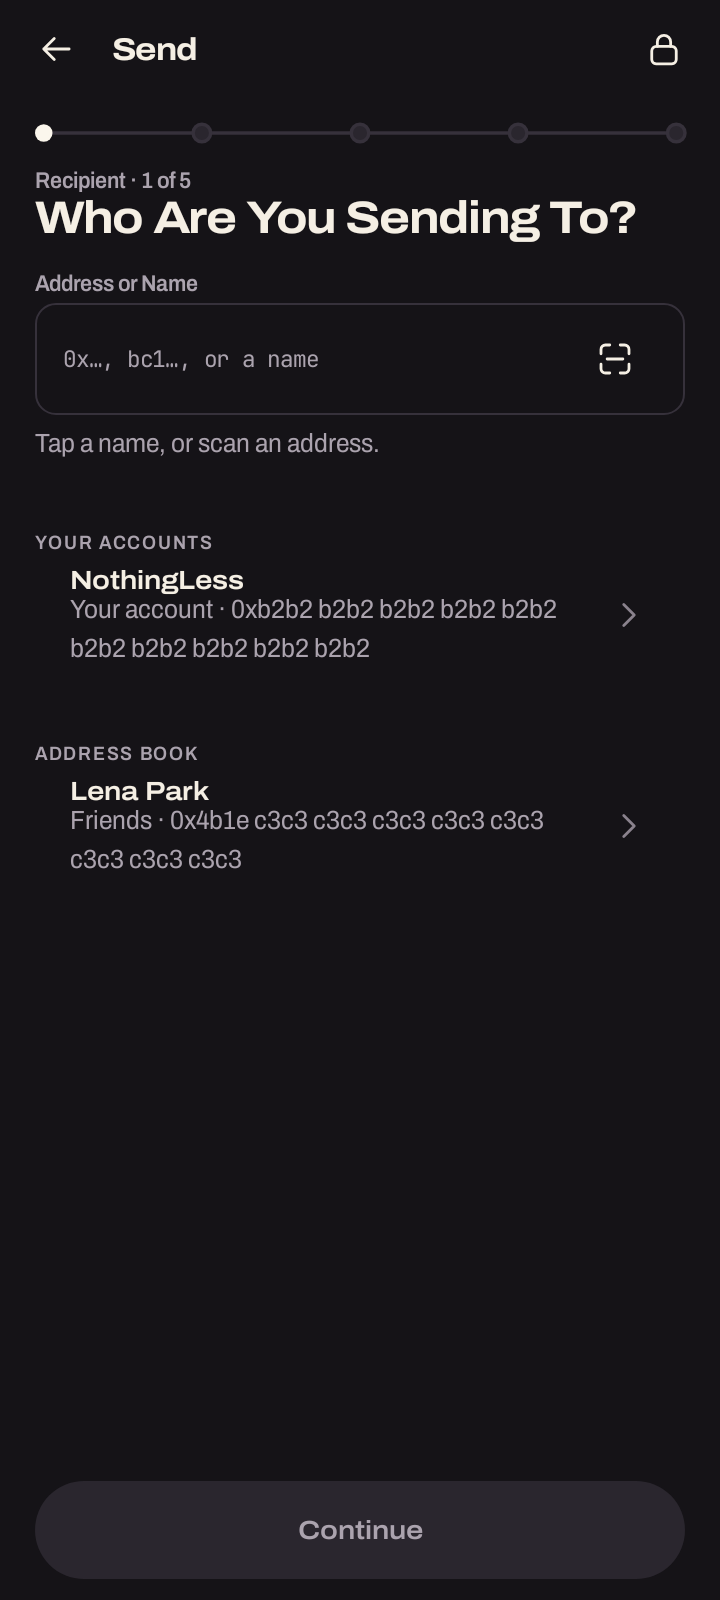 Send
Recipient · 1 of 5
Who Are You Sending To?
Address or Name
0x…, bc1…, or a name
Tap a name, or scan an address.
YOUR ACCOUNTS
NothingLess
Your account · 0xb2b2 b2b2 b2b2 b2b2 b2b2
b2b2 b2b2 b2b2 b2b2 b2b2
ADDRESS BOOK
Lena Park
Friends · 0x4b1e c3c3 c3c3 c3c3 c3c3 c3c3
c3c3 c3c3 c3c3
Continue